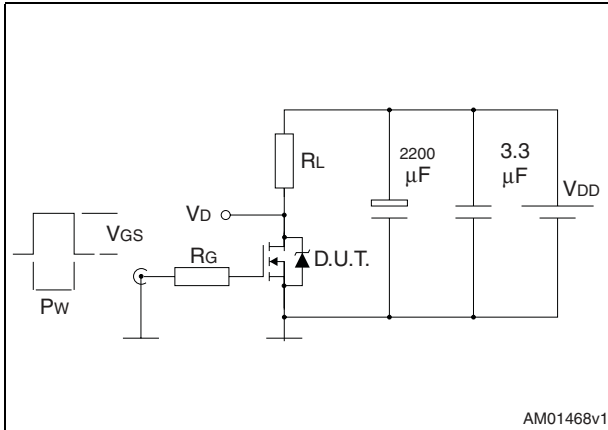 RL
2200
μF
3.3
μF
VDD
VD
VGS
RG
D.U.T.
PW
AM01468v1